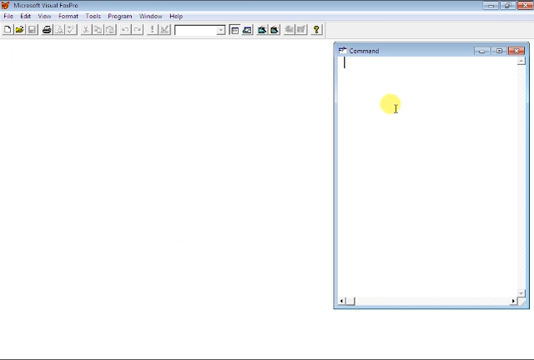 Microsoft Visual FoxPro
File Edit View Format Tools Program Window Help
Command